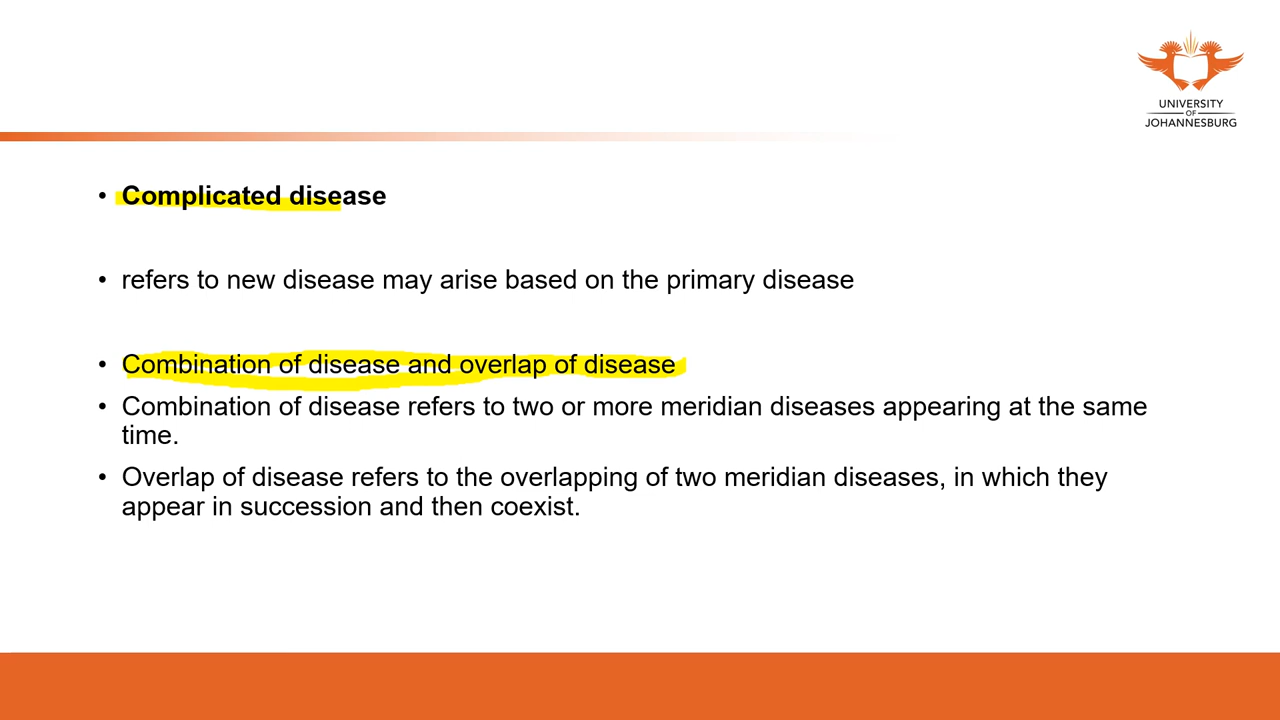 UNIVERSITY
OF
JOHANNESBURG
• Complicated disease
• refers to new disease may arise based on the primary disease
• Combination of disease and overlap of disease
• Combination of disease refers to two or more meridian diseases appearing at the same
time.
• Overlap of disease refers to the overlapping of two meridian diseases, in which they
appear in succession and then coexist.